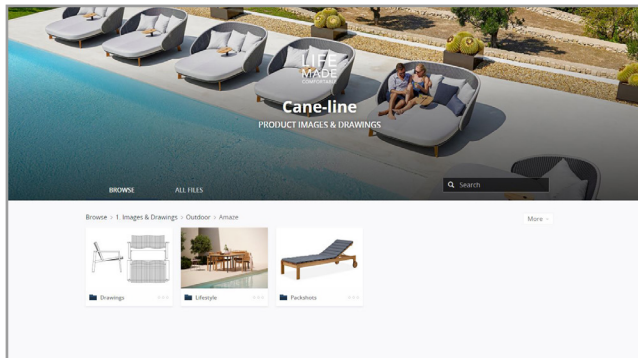 LIFE
MADE
COMFORTABLE
Cane-line
PRODUCT IMAGES & DRAWINGS
BROWSE
ALL FILES
Search
Browse > 1. Images & Drawings > Outdoor > Amaze
More
Drawings
Lifestyle
Packshots